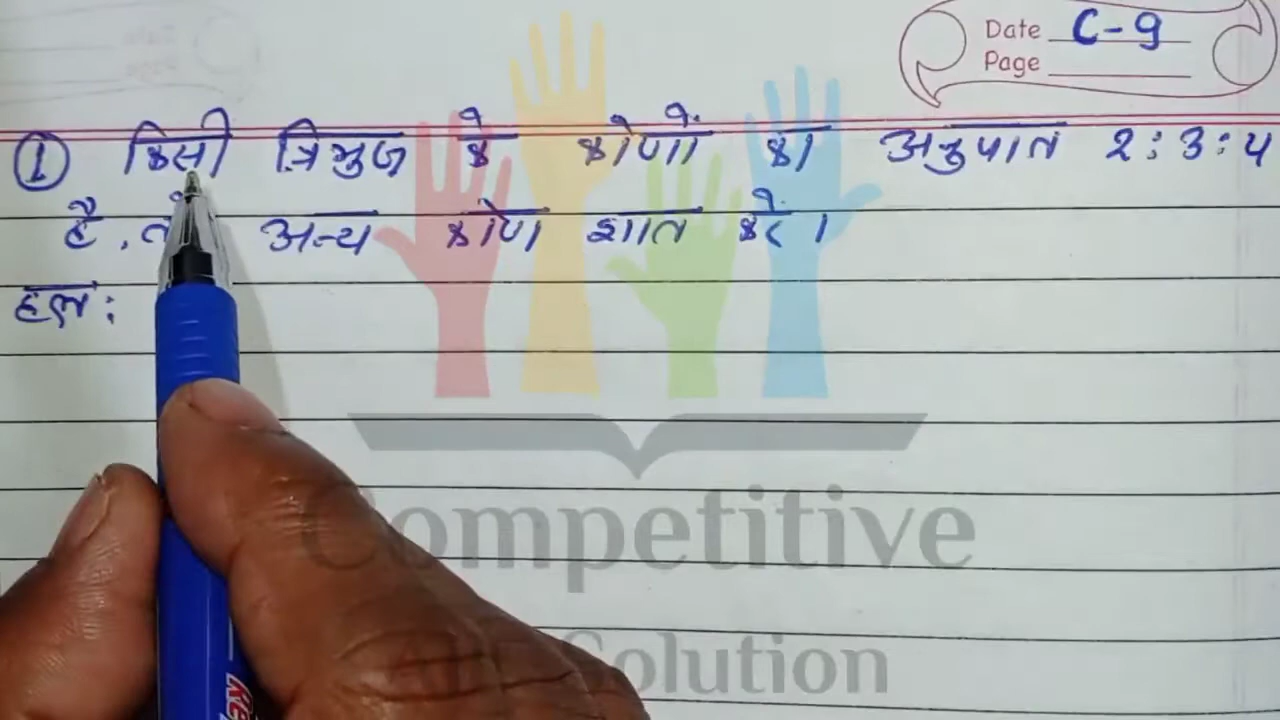 Date C-9
Page
① किसी त्रिभुज के कोणों का अनुपात 2:3:4
है, तो अन्य कोण ज्ञात करें।
हल:
Competitive
Solution